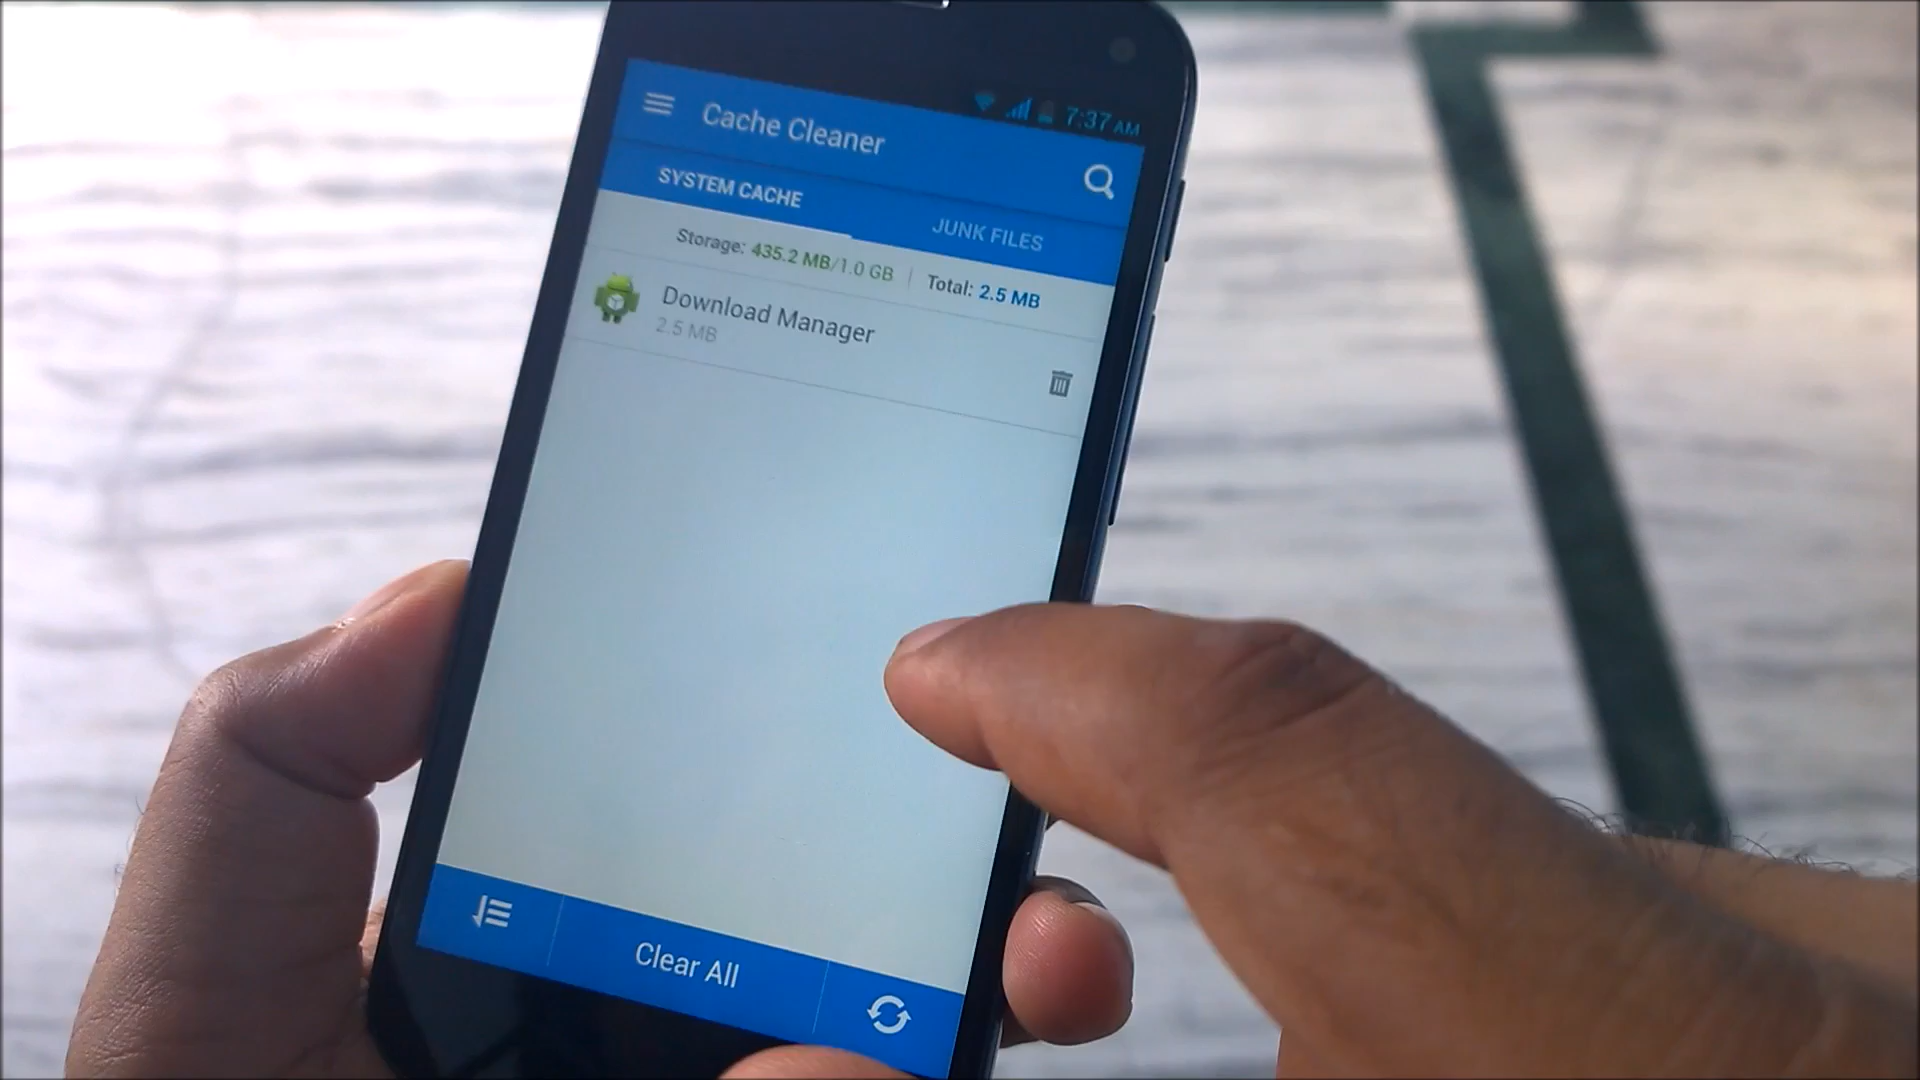 7:37 AM
Cache Cleaner
SYSTEM CACHE
JUNK FILES
Storage: 435.2 MB/1.0 GB | Total: 2.5 MB
Download Manager
2.5 MB
Clear All